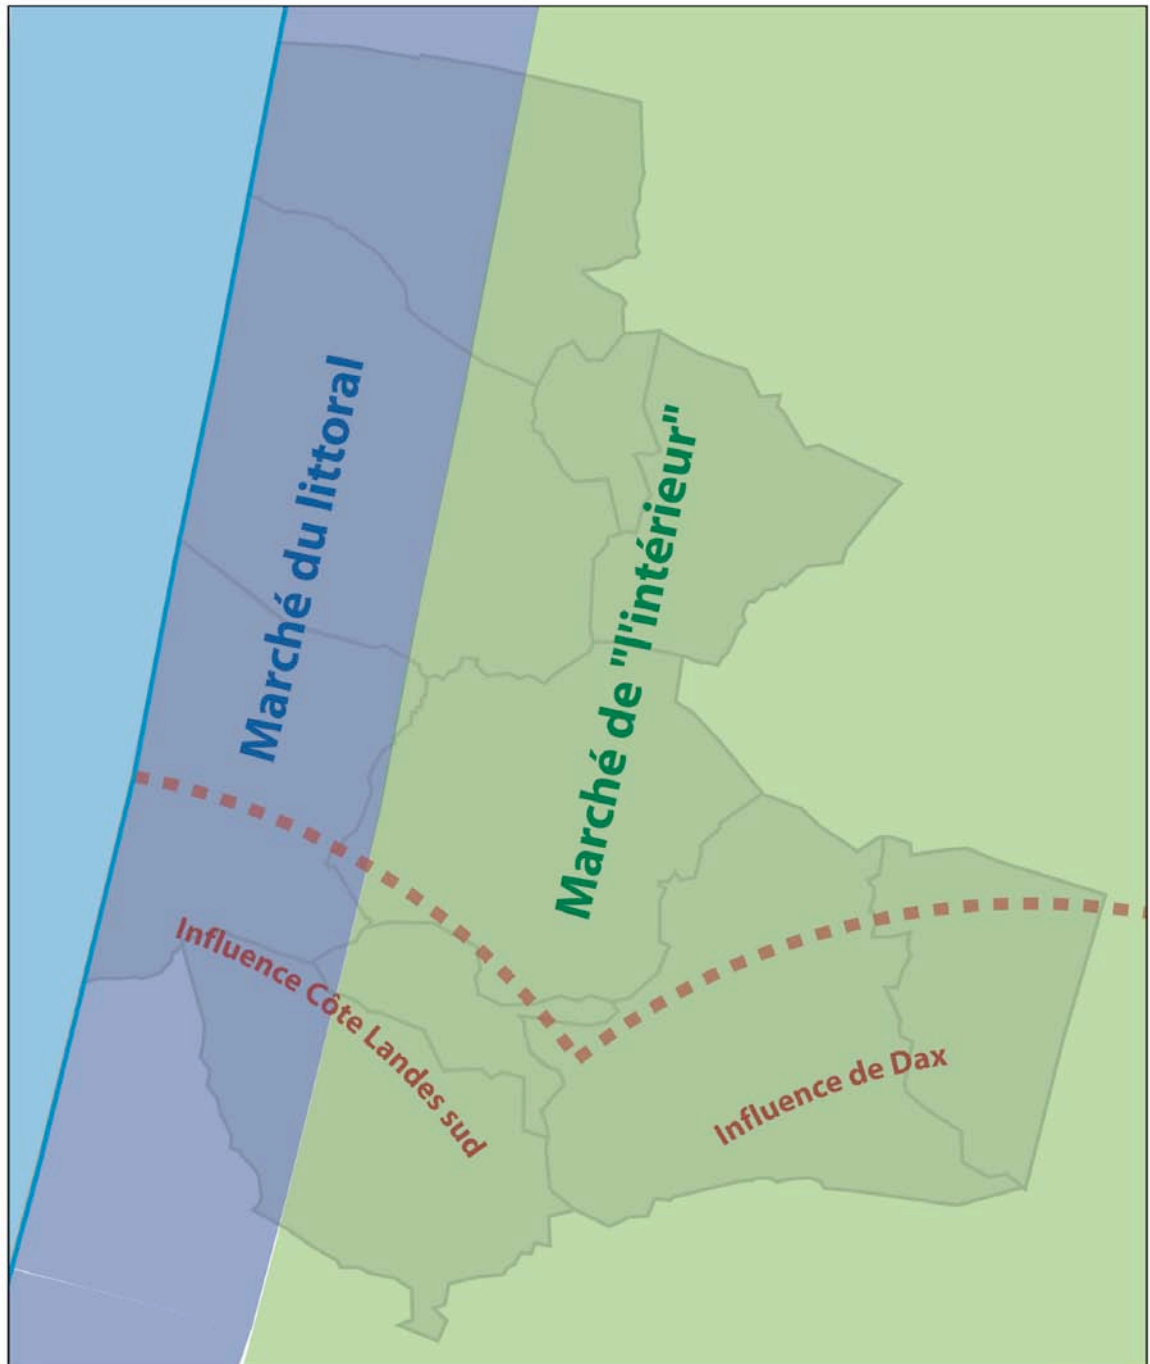 Marché du littoral
Marché de "l'intérieur"
Influence Côte Landes sud
Influence de Dax